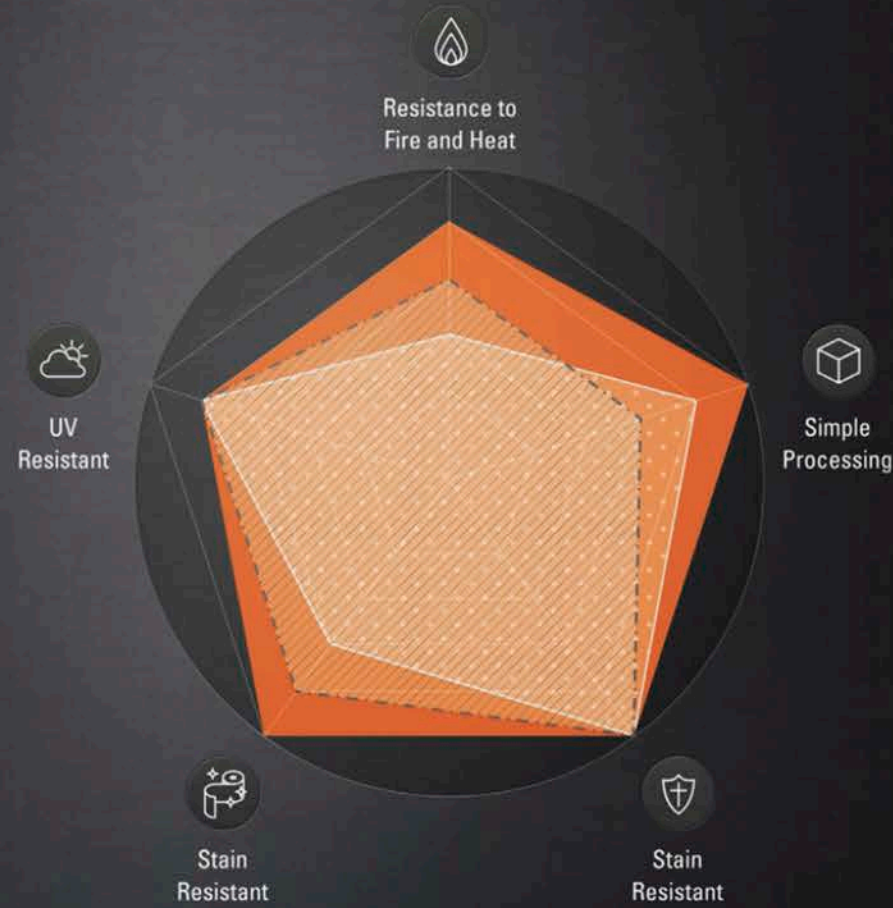 Resistance to
Fire and Heat
UV
Resistant
Simple
Processing
Stain
Resistant
Stain
Resistant